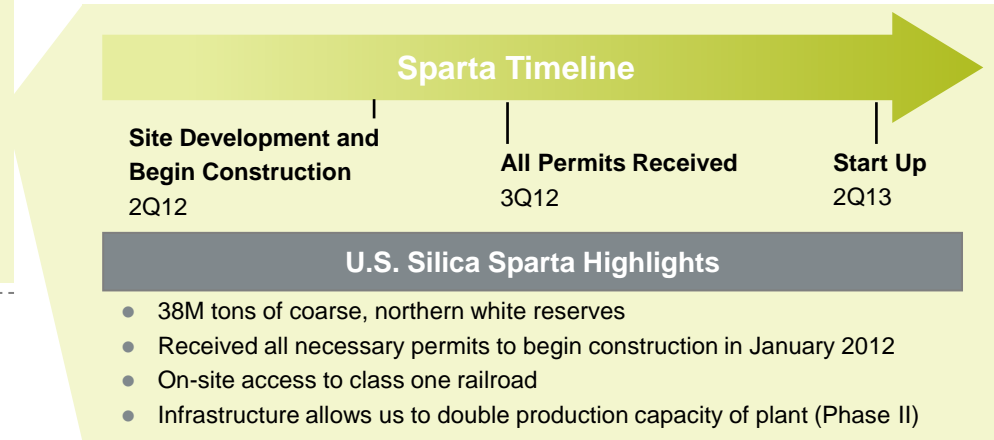 Sparta Timeline
Site Development and
Begin Construction
2Q12
All Permits Received
3Q12
Start Up
2Q13
U.S. Silica Sparta Highlights
● 38M tons of coarse, northern white reserves
● Received all necessary permits to begin construction in January 2012
● On-site access to class one railroad
● Infrastructure allows us to double production capacity of plant (Phase II)